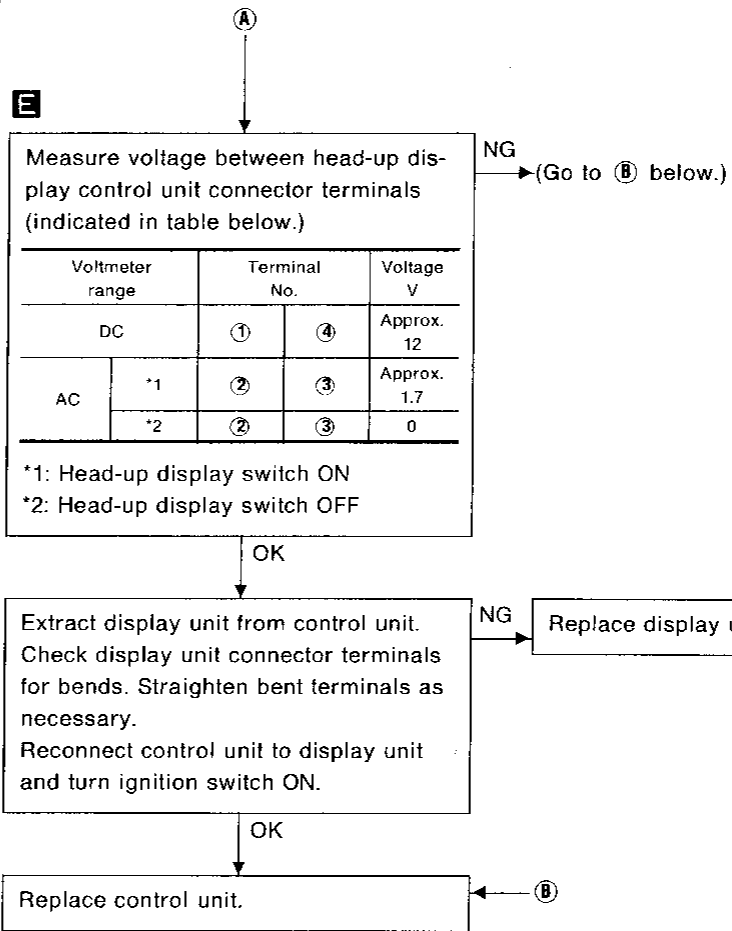 Ⓐ
E
Measure voltage between head-up dis-
play control unit connector terminals
(indicated in table below.)
NG
(Go to Ⓑ below.)
Voltmeter range Terminal No. Voltage V
DC ① ④ Approx. 12
AC *1 ② ③ Approx. 1.7
*2 ② ③ 0
*1: Head-up display switch ON
*2: Head-up display switch OFF
OK
Extract display unit from control unit.
Check display unit connector terminals
for bends. Straighten bent terminals as
necessary.
Reconnect control unit to display unit
and turn ignition switch ON.
NG
Replace display
OK
Replace control unit.
Ⓑ